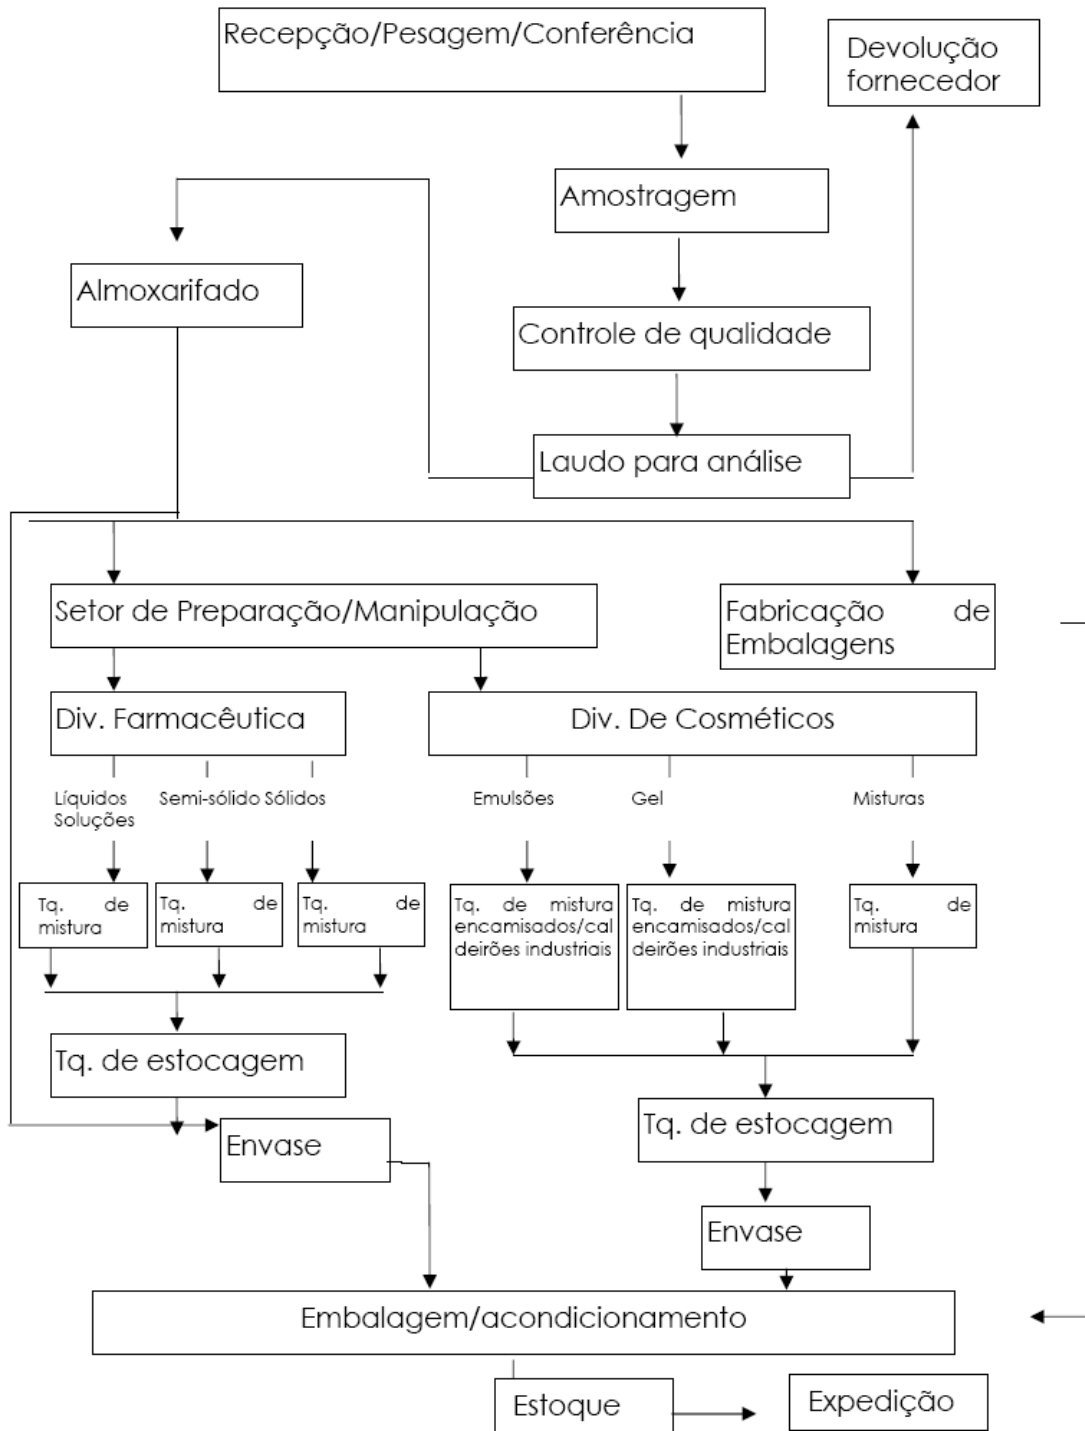 Recepção/Pesagem/Conferência
Devolução
fornecedor
Amostragem
Almoxarifado
Controle de qualidade
Laudo para análise
Setor de Preparação/Manipulação
Fabricação de
Embalagens
Div. Farmacêutica
Div. De Cosméticos
Líquidos
Soluções
Semi-sólido
Sólidos
Emulsões
Gel
Misturas
Tq. de
mistura
Tq. de
mistura
Tq. de
mistura
Tq. de mistura
encamisados/cal
deirões industriais
Tq. de mistura
encamisados/cal
deirões industriais
Tq. de
mistura
Tq. de estocagem
Tq. de estocagem
Envase
Envase
Embalagem/acondicionamento
Estoque
Expedição